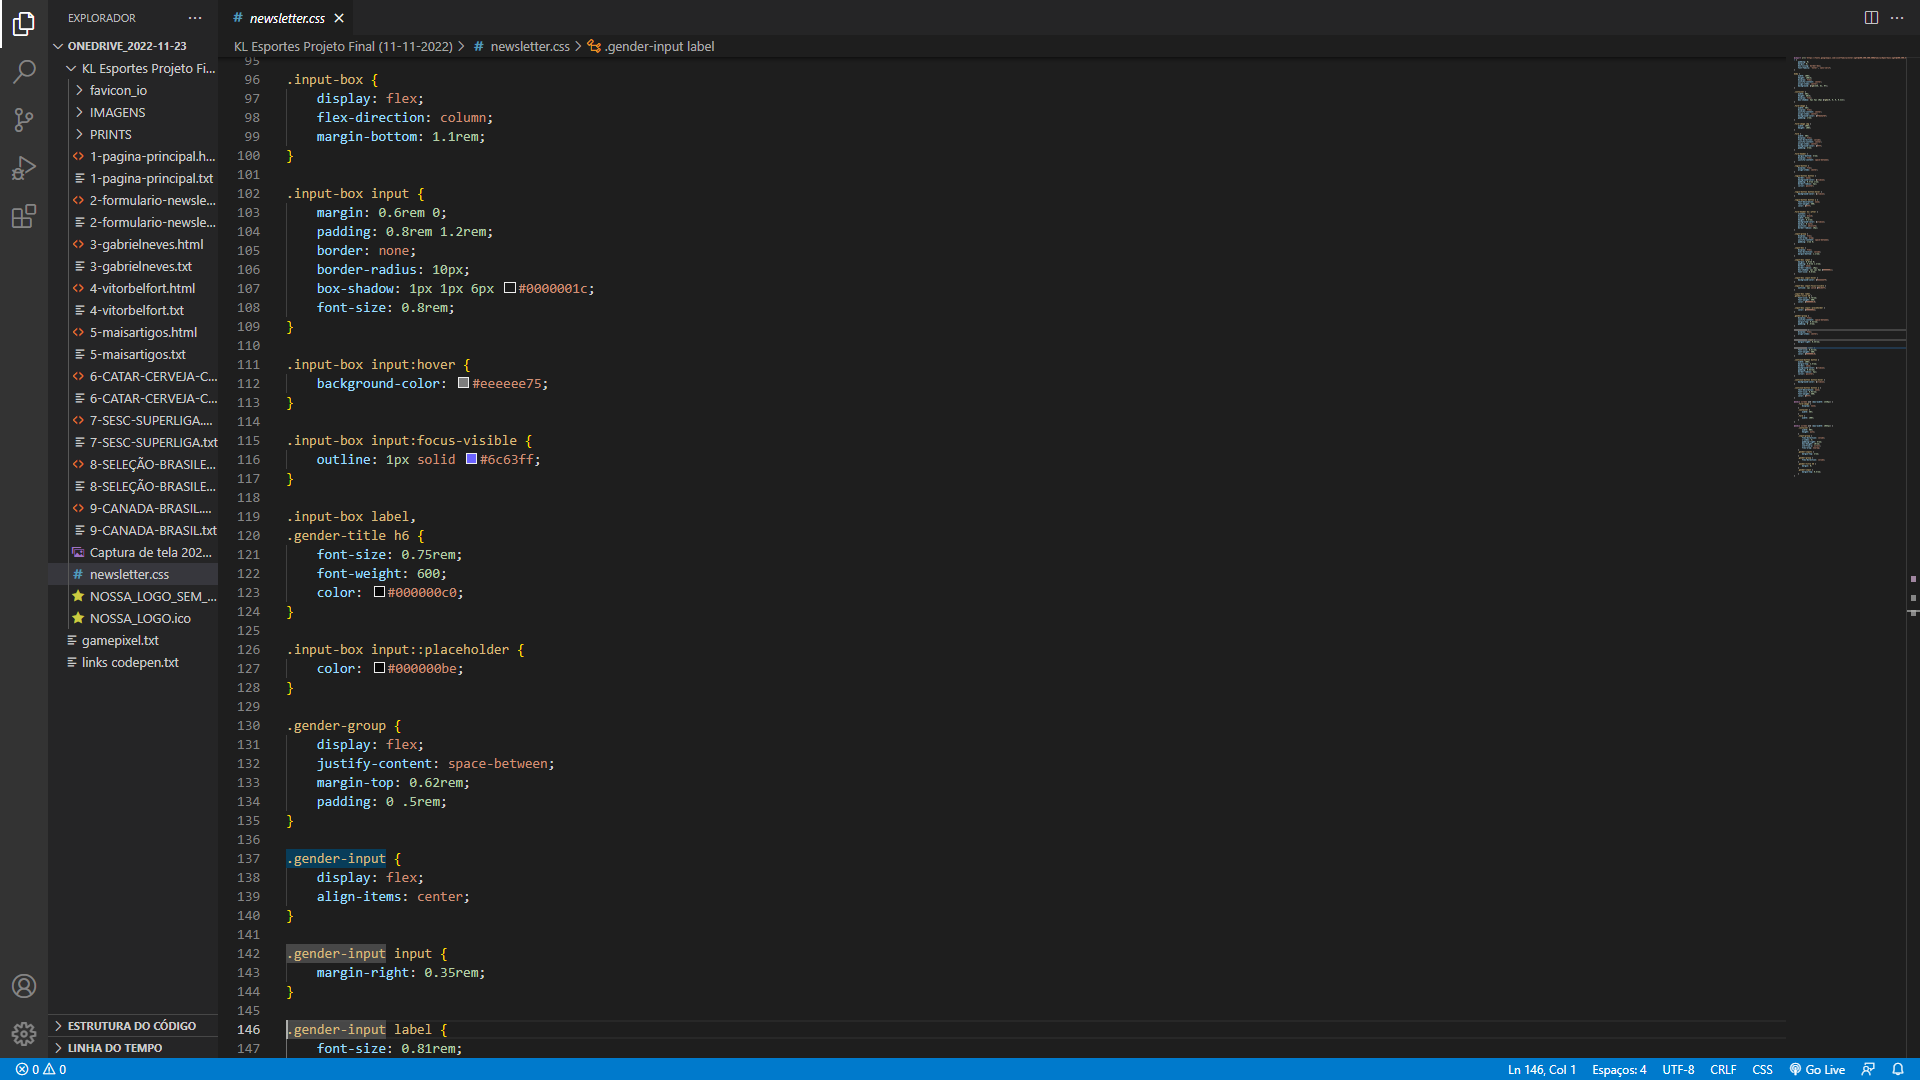 EXPLORADOR
ONEDRIVE_2022-11-23
KL Esportes Projeto Fi...
favicon_io
IMAGENS
PRINTS
1-pagina-principal.h...
1-pagina-principal.txt
2-formulario-newsle...
2-formulario-newsle...
3-gabrielneves.html
3-gabrielneves.txt
4-vitorbelfort.html
4-vitorbelfort.txt
5-maisartigos.html
5-maisartigos.txt
6-CATAR-CERVEJA-C...
6-CATAR-CERVEJA-C...
7-SESC-SUPERLIGA....
7-SESC-SUPERLIGA.txt
8-SELEÇÃO-BRASILE...
8-SELEÇÃO-BRASILE...
9-CANADA-BRASIL....
9-CANADA-BRASIL.txt
Captura de tela 202...
# newsletter.css
NOSSA_LOGO_SEM_...
NOSSA_LOGO.ico
gamepixel.txt
links codepen.txt
ESTRUTURA DO CÓDIGO
LINHA DO TEMPO
# newsletter.css
KL Esportes Projeto Final (11-11-2022) > # newsletter.css > .gender-input label
95
96 .input-box {
97 display: flex;
98 flex-direction: column;
99 margin-bottom: 1.1rem;
100 }
101
102 .input-box input {
103 margin: 0.6rem 0;
104 padding: 0.8rem 1.2rem;
105 border: none;
106 border-radius: 10px;
107 box-shadow: 1px 1px 6px #0000001c;
108 font-size: 0.8rem;
109 }
110
111 .input-box input:hover {
112 background-color: #eeeeee75;
113 }
114
115 .input-box input:focus-visible {
116 outline: 1px solid #6c63ff;
117 }
118
119 .input-box label,
120 .gender-title h6 {
121 font-size: 0.75rem;
122 font-weight: 600;
123 color: #000000c0;
124 }
125
126 .input-box input::placeholder {
127 color: #000000be;
128 }
129
130 .gender-group {
131 display: flex;
132 justify-content: space-between;
133 margin-top: 0.62rem;
134 padding: 0 .5rem;
135 }
136
137 .gender-input {
138 display: flex;
139 align-items: center;
140 }
141
142 .gender-input input {
143 margin-right: 0.35rem;
144 }
145
146 .gender-input label {
147 font-size: 0.81rem;
0 0
Ln 146, Col 1 Espaços: 4 UTF-8 CRLF CSS Go Live